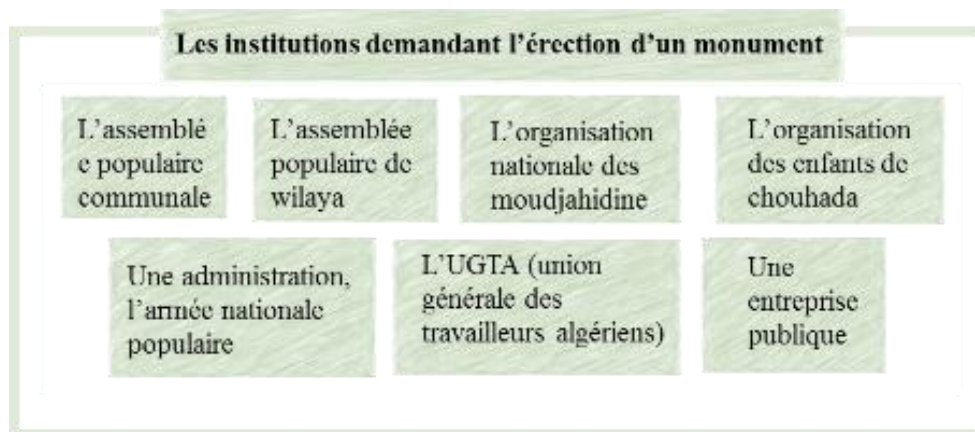 Les institutions demandant l'érection d'un monument
L'assemblé
e populaire
communale
L'assemblée
populaire de
wilaya
L'organisation
nationale des
moudjahidine
L'organisation
des enfants de
chouhada
Une administration,
l'armée nationale
populaire
L'UGTA (union
générale des
travailleurs algériens)
Une
entreprise
publique